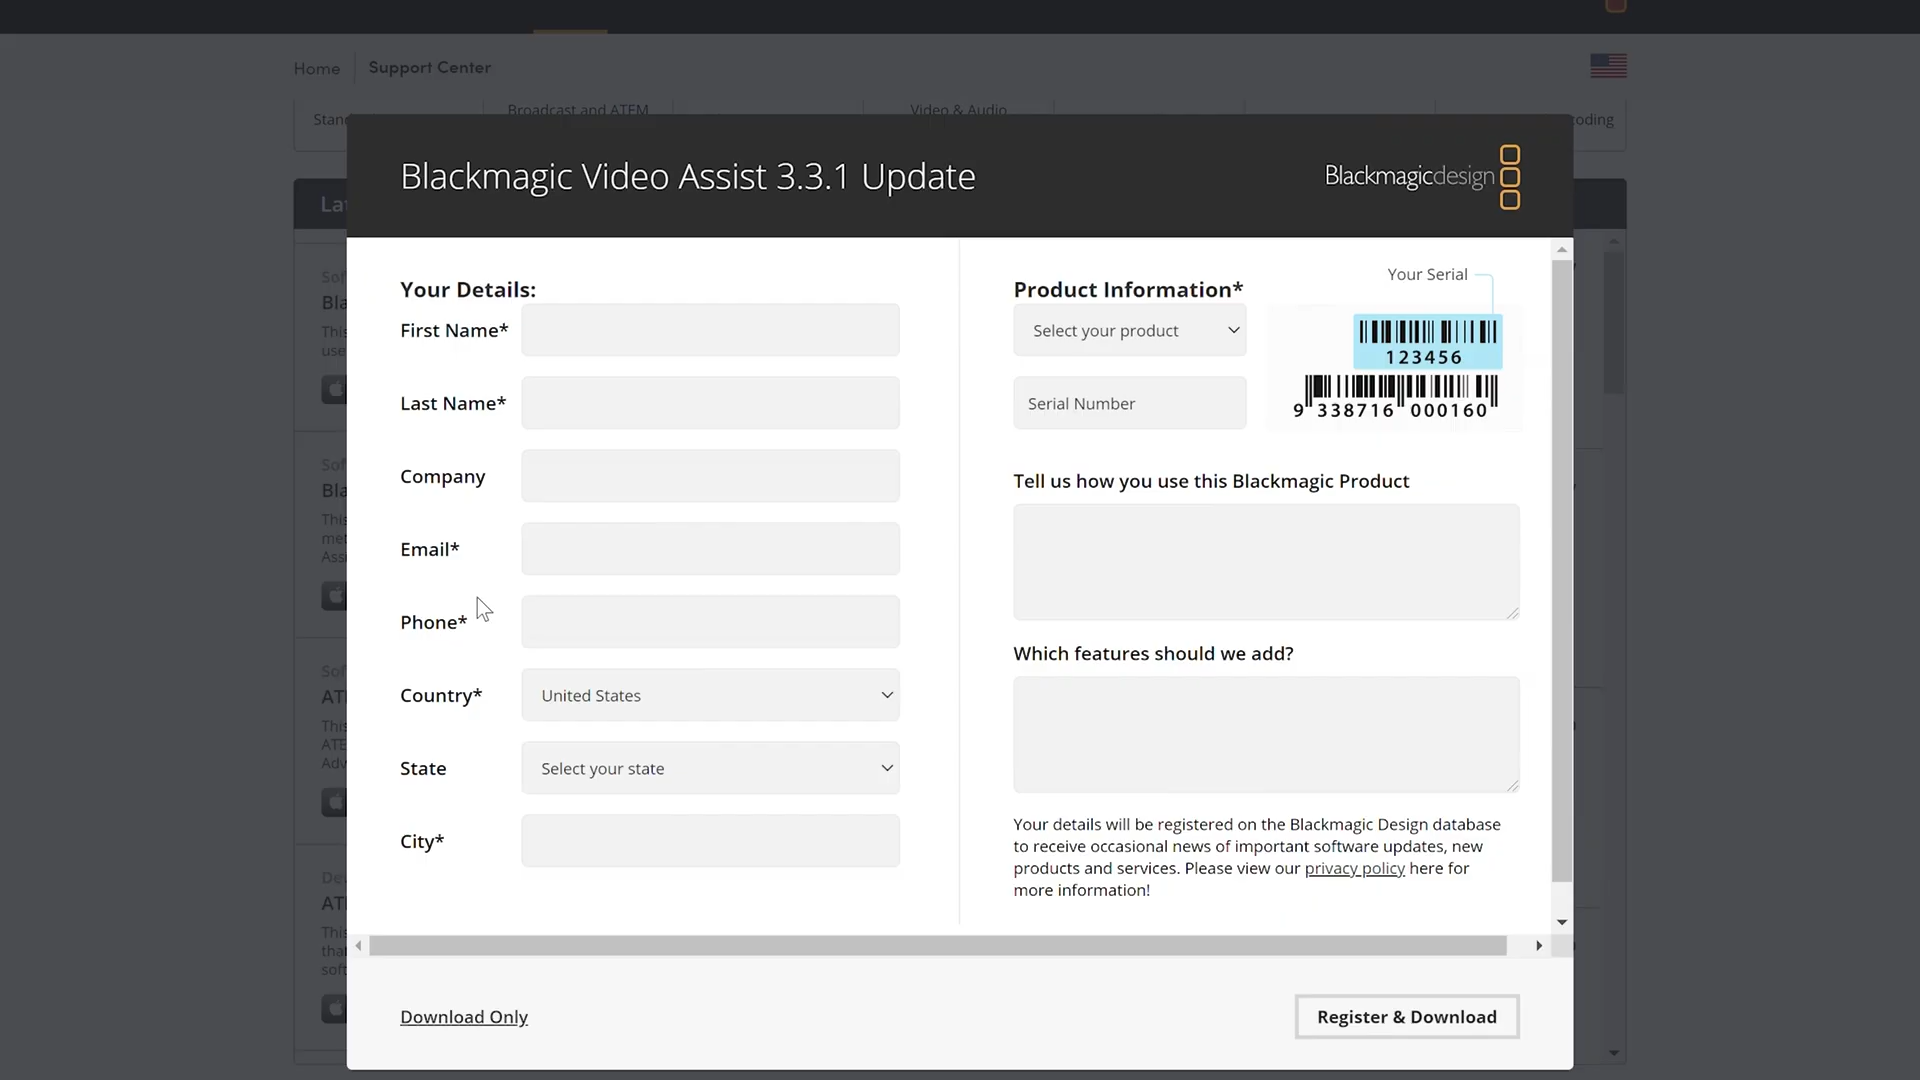 Home
Support Center
Broadcast and ATEM
Video & Audio
Blackmagic Video Assist 3.3.1 Update
Blackmagicdesign
Your Details:
First Name*
Last Name*
Company
Email*
Phone*
Country*
United States
State
Select your state
City*
Product Information*
Your Serial
Select your product
123456
Serial Number
9 338716 000160
Tell us how you use this Blackmagic Product
Which features should we add?
Your details will be registered on the Blackmagic Design database
to receive occasional news of important software updates, new
products and services. Please view our privacy policy here for
more information!
Download Only
Register & Download